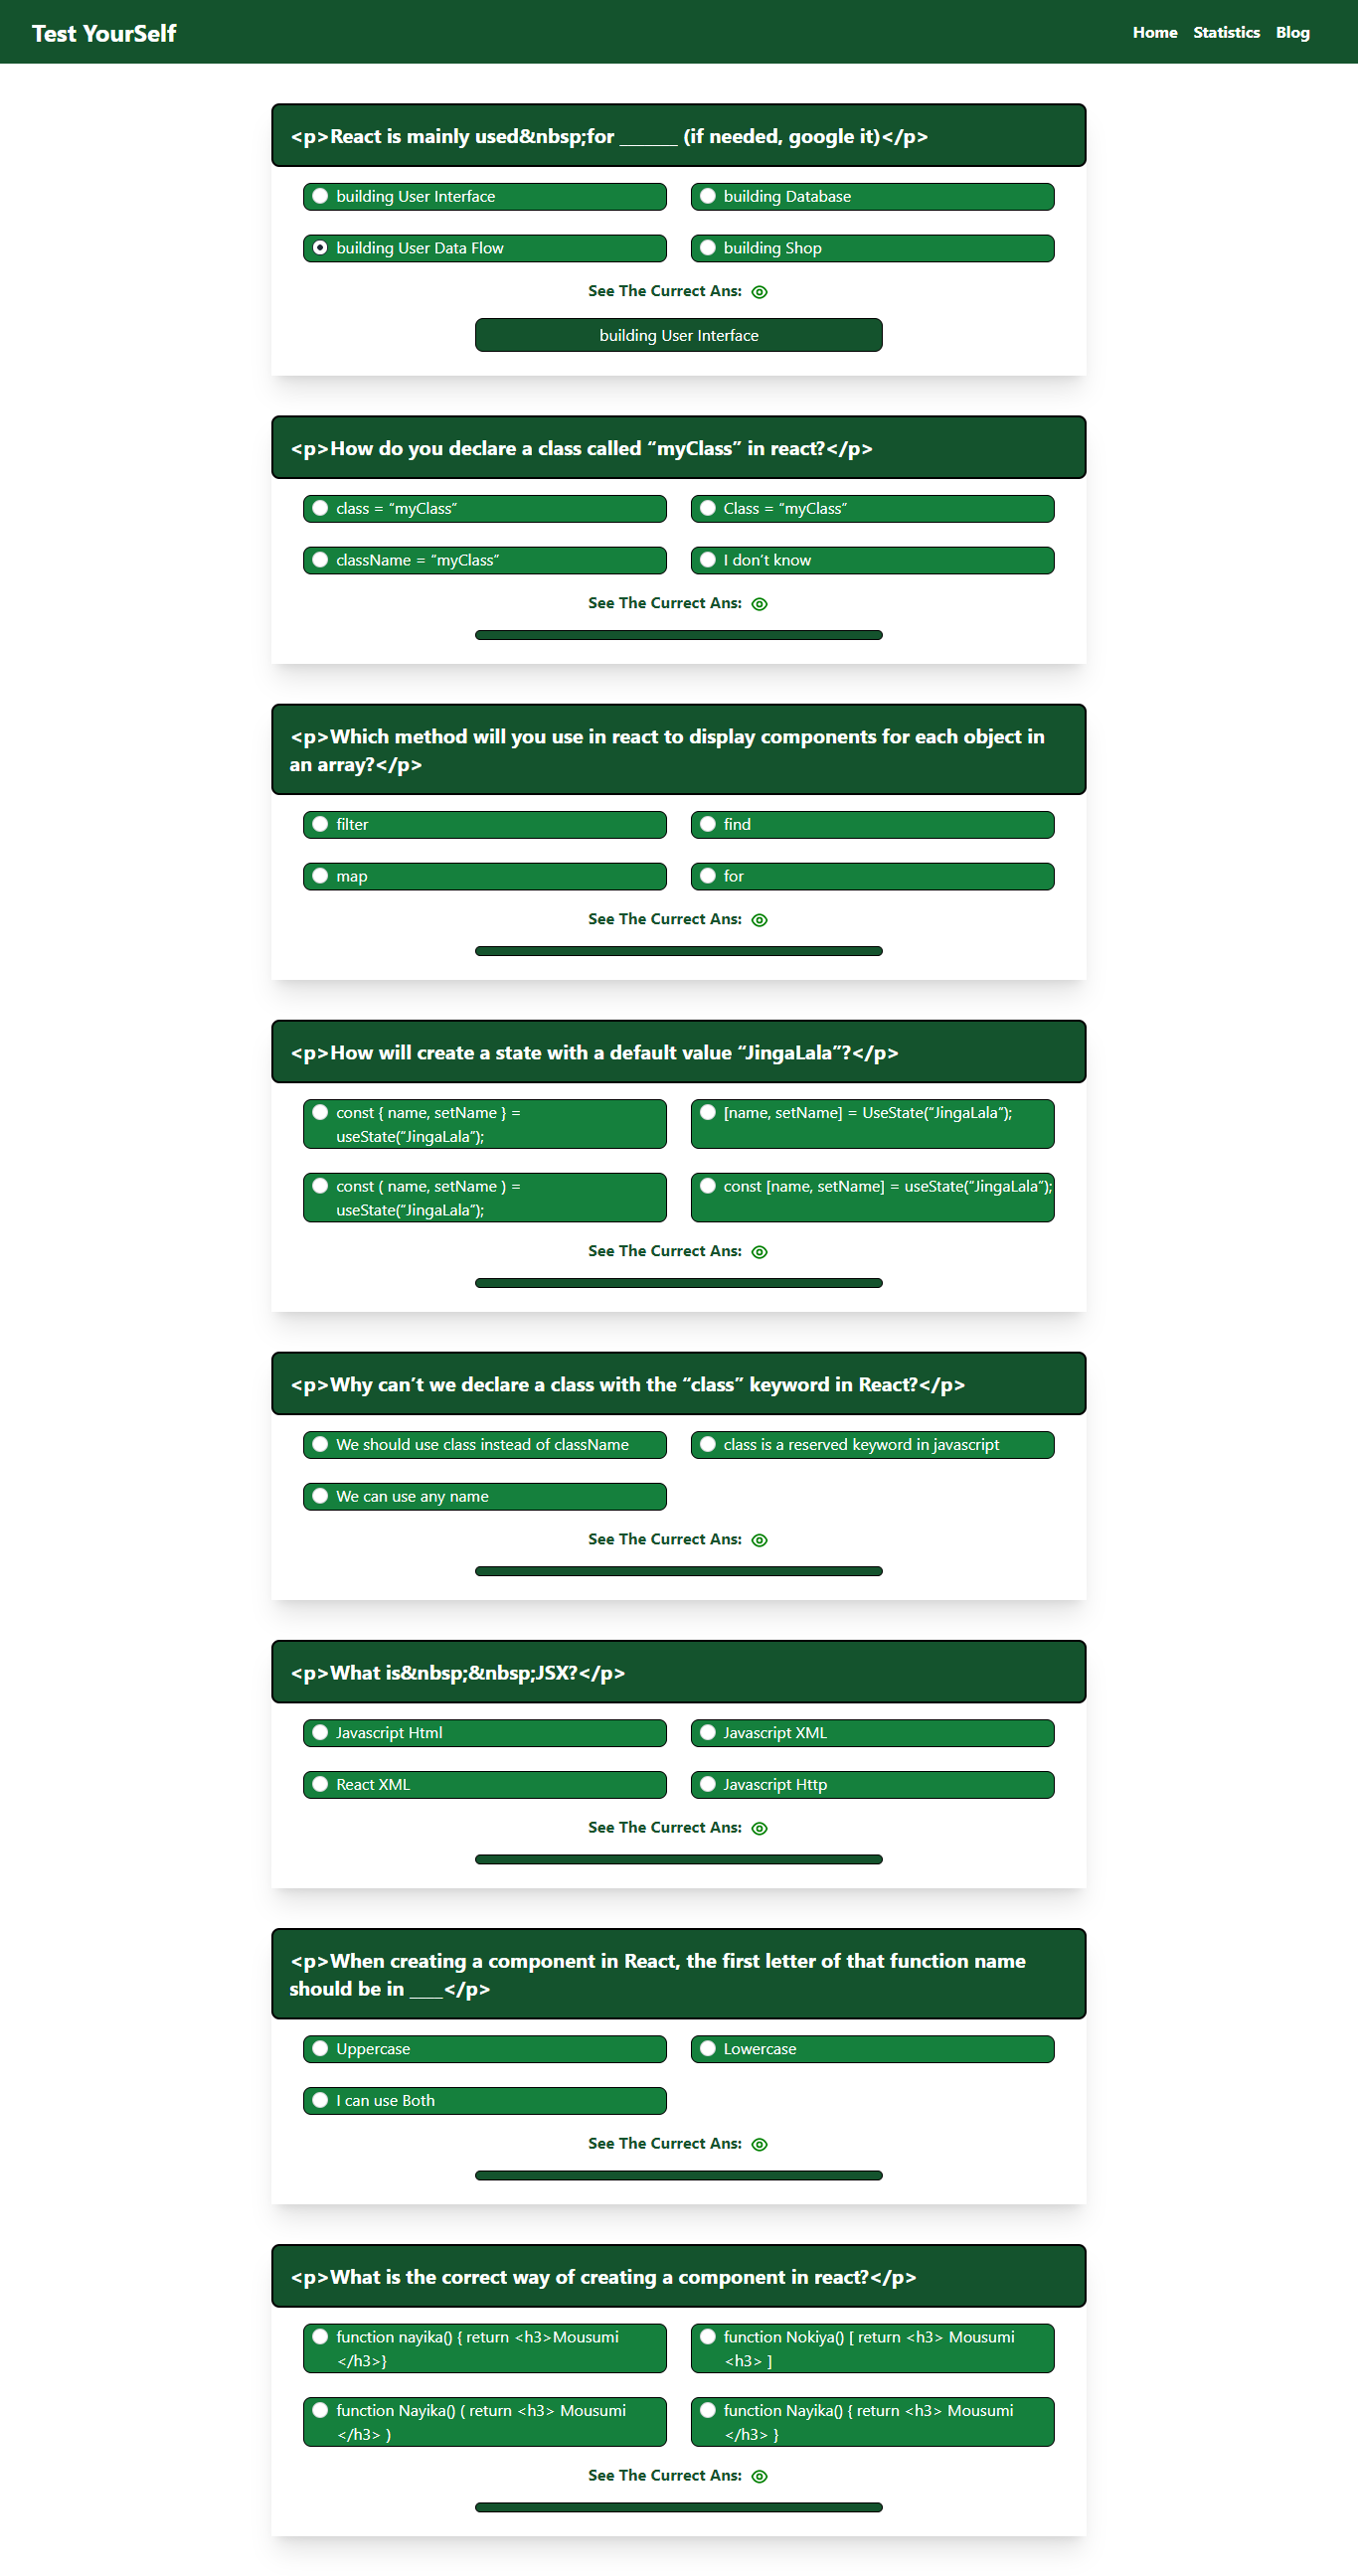 Test YourSelf
Home Statistics Blog
<p>React is mainly used&nbsp;for _______ (if needed, google it)</p>
building User Interface
building Database
building User Data Flow
building Shop
See The Currect Ans:
building User Interface
<p>How do you declare a class called “myClass” in react?</p>
class = “myClass”
Class = “myClass”
className = “myClass”
I don’t know
See The Currect Ans:
<p>Which method will you use in react to display components for each object in
an array?</p>
filter
find
map
for
See The Currect Ans:
<p>How will create a state with a default value “JingaLala”?</p>
const { name, setName } =
useState(“JingaLala”);
[name, setName] = UseState(“JingaLala”);
const ( name, setName ) =
useState(“JingaLala”);
const [name, setName] = useState(“JingaLala”);
See The Currect Ans:
<p>Why can’t we declare a class with the “class” keyword in React?</p>
We should use class instead of className
class is a reserved keyword in javascript
We can use any name
See The Currect Ans:
<p>What is&nbsp;&nbsp;JSX?</p>
Javascript Html
Javascript XML
React XML
Javascript Http
See The Currect Ans:
<p>When creating a component in React, the first letter of that function name
should be in ____</p>
Uppercase
Lowercase
I can use Both
See The Currect Ans:
<p>What is the correct way of creating a component in react?</p>
function nayika() { return <h3>Mousumi
</h3>}
function Nokiya() [ return <h3> Mousumi
<h3> ]
function Nayika() ( return <h3> Mousumi
</h3> )
function Nayika() { return <h3> Mousumi
</h3> }
See The Currect Ans: